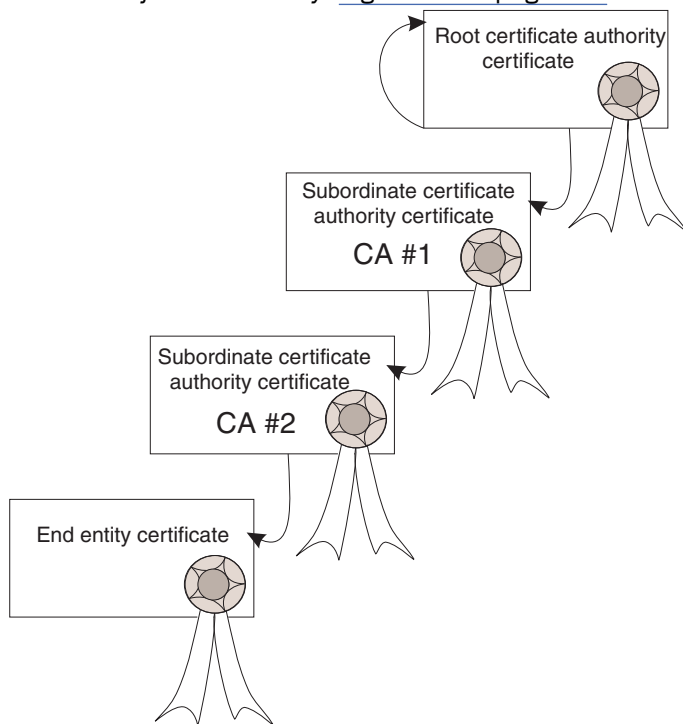 Root certificate authority
certificate
Subordinate certificate
authority certificate
CA #1
Subordinate certificate
authority certificate
CA #2
End entity certificate